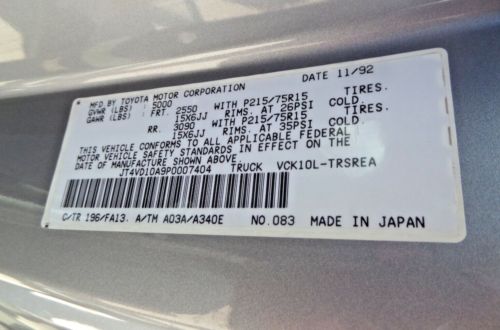 MFD.BY TOYOTA MOTOR CORPORATION DATE 11/92
GVWR (LBS) : 5000
GAWR (LBS) : FRT. 2550 WITH P215/75R15 TIRES.
15X6JJ RIMS. AT 26PSI COLD.
RR. 3090 WITH P215/75R15 TIRES.
15X6JJ RIMS. AT 35PSI COLD.
THIS VEHICLE CONFORMS TO ALL APPLICABLE FEDERAL
MOTOR VEHICLE SAFETY STANDARDS IN EFFECT ON THE
DATE OF MANUFACTURE SHOWN ABOVE.
JT4VD10A9P0007404 TRUCK VCK10L-TRSREA
C/TR 196/FA13. A/TM A03A/A340E NO.083 MADE IN JAPAN